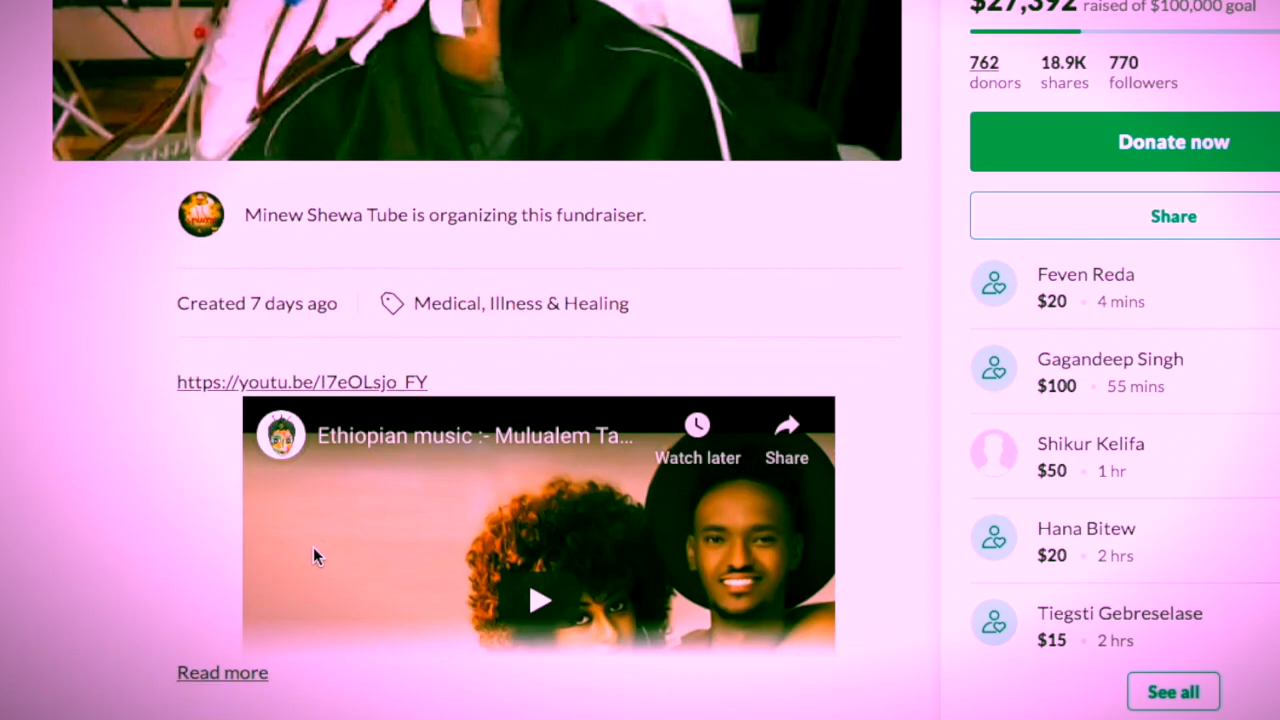 $27,392 raised of $100,000 goal
762 18.9K 770
donors shares followers
Donate now
Share
Minew Shewa Tube is organizing this fundraiser.
Created 7 days ago Medical, Illness & Healing
https://youtu.be/I7eOLsjo_FY
Ethiopian music :- Mulualem Ta...
Watch later Share
Read more
Feven Reda
$20 • 4 mins
Gagandeep Singh
$100 • 55 mins
Shikur Kelifa
$50 • 1 hr
Hana Bitew
$20 • 2 hrs
Tiegsti Gebreselase
$15 • 2 hrs
See all